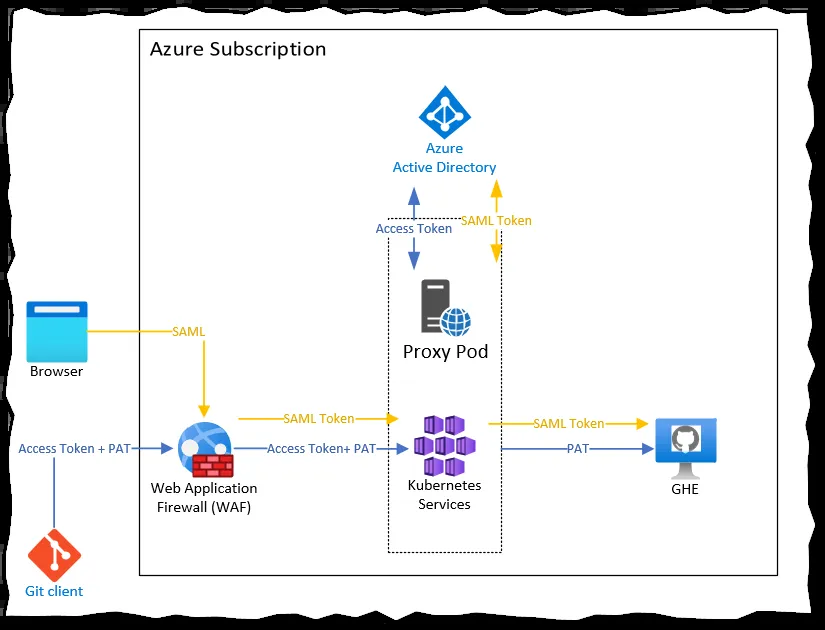 Azure Subscription
Azure
Active Directory
Access Token
SAML Token
Proxy Pod
Browser
SAML
SAML Token
SAML Token
Access Token + PAT
Access Token+ PAT
PAT
Web Application
Firewall (WAF)
Kubernetes
Services
GHE
Git client